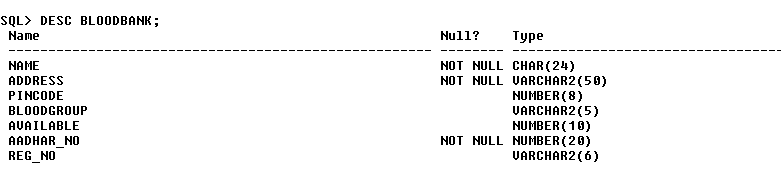 SQL> DESC BLOODBANK;
Name Null? Type
----------------------------------------- -------- ----------------------------
NAME NOT NULL CHAR(24)
ADDRESS NOT NULL VARCHAR2(50)
PINCODE NUMBER(8)
BLOODGROUP VARCHAR2(5)
AVAILABLE NUMBER(10)
AADHAR_NO NOT NULL NUMBER(20)
REG_NO VARCHAR2(6)